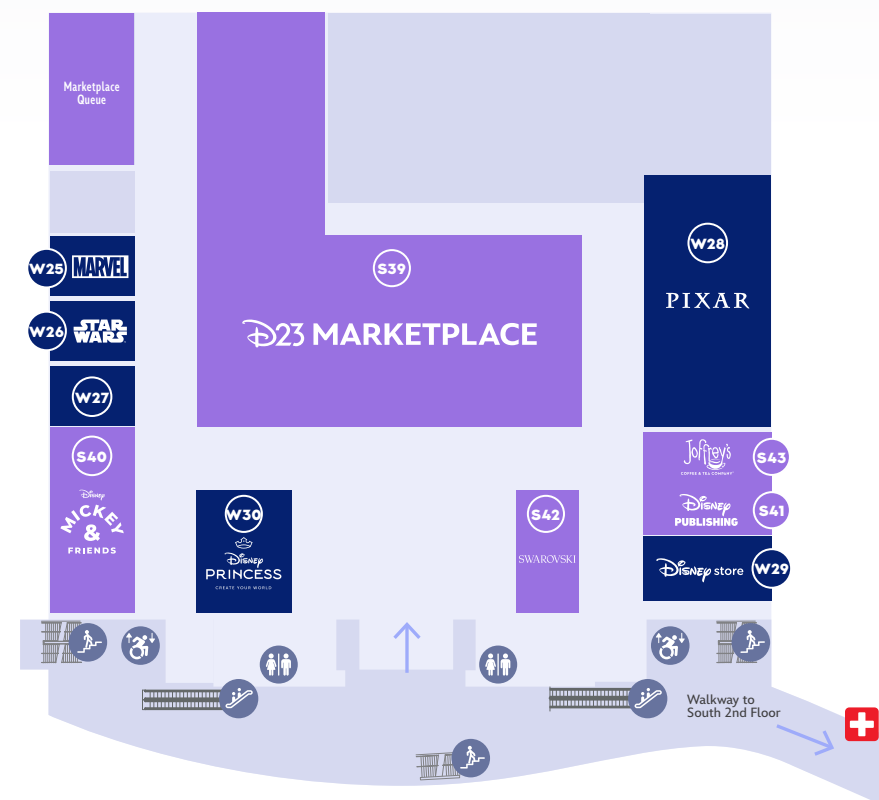 Marketplace
Queue
W25
MARVEL
W26
STAR
WARS
W27
S40
Disney
MICKEY
&
FRIENDS
S39
D23 MARKETPLACE
W28
PIXAR
W30
Disney
PRINCESS
CREATE YOUR WORLD
S42
SWAROVSKI
Joffrey's
COFFEE & TEA COMPANY
S43
Disney
PUBLISHING
S41
Disney store
W29
Walkway to
South 2nd Floor